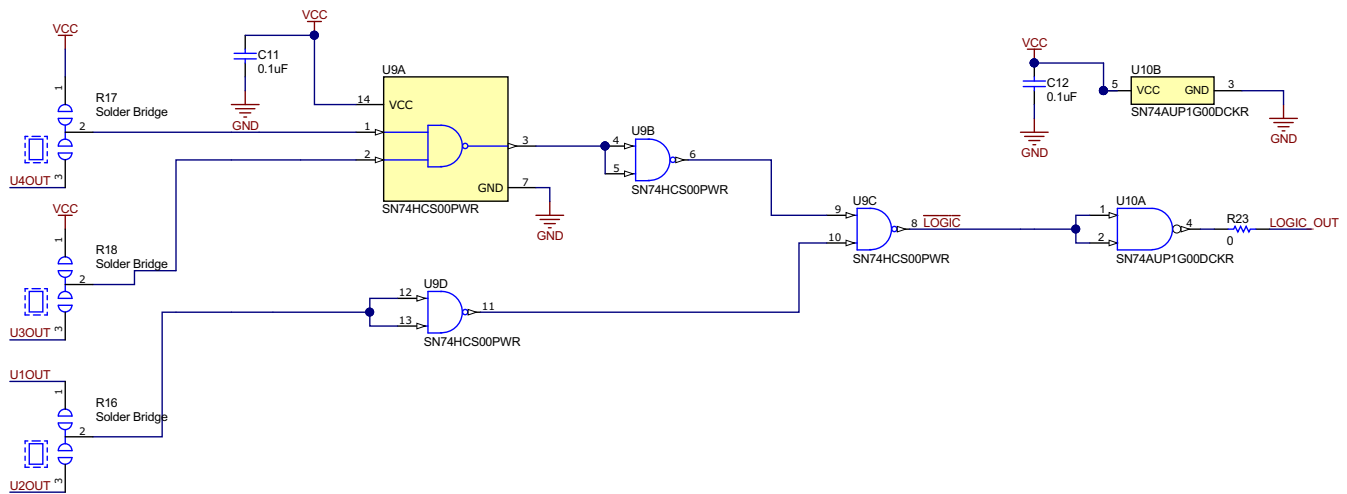 VCC
1
R17
Solder Bridge
2
3
U4OUT
VCC
C11
0.1uF
GND
U9A
14
VCC
1
2
3
GND
7
SN74HCS00PWR
GND
U9B
4
5
6
SN74HCS00PWR
VCC
C12
0.1uF
GND
U10B
5
VCC
GND
3
SN74AUP1G00DCKR
GND
VCC
1
R18
Solder Bridge
2
3
U3OUT
U9C
9
10
8
LOGIC
SN74HCS00PWR
U10A
1
2
4
SN74AUP1G00DCKR
R23
0
LOGIC_OUT
U9D
12
13
11
SN74HCS00PWR
U1OUT
1
R16
Solder Bridge
2
3
U2OUT